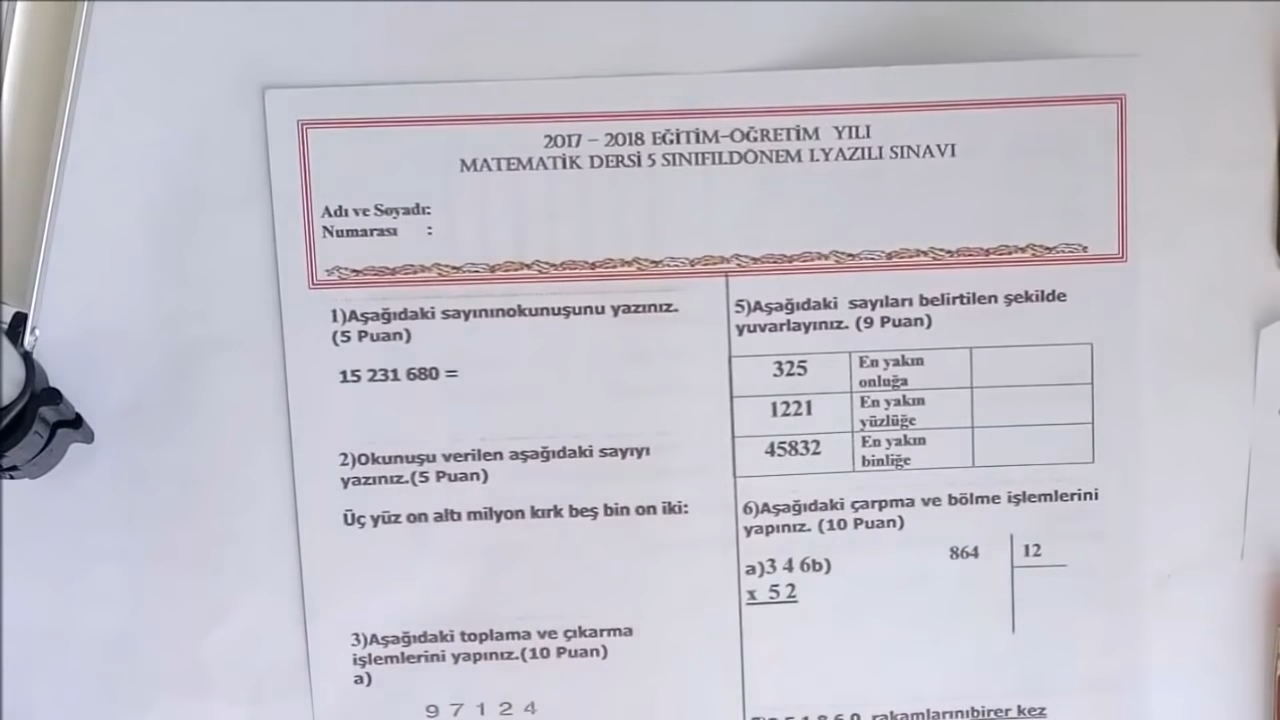 2017 – 2018 EĞİTİM-ÖĞRETİM YILI
MATEMATİK DERSİ 5 SINIFI.DÖNEM I.YAZILI SINAVI
Adı ve Soyadı:
Numarası :
1)Aşağıdaki sayınınokunuşunu yazınız.
(5 Puan)
15 231 680 =
2)Okunuşu verilen aşağıdaki sayıyı
yazınız.(5 Puan)
Üç yüz on altı milyon kırk beş bin on iki:
3)Aşağıdaki toplama ve çıkarma
işlemlerini yapınız.(10 Puan)
a)
9 7 1 2 4
5)Aşağıdaki sayıları belirtilen şekilde
yuvarlayınız. (9 Puan)
325 En yakın
onluğa
1221 En yakın
yüzlüğe
45832 En yakın
binliğe
6)Aşağıdaki çarpma ve bölme işlemlerini
yapınız. (10 Puan)
a)3 4 6b) 864 12
x 5 2
rakamlarınıbirer kez